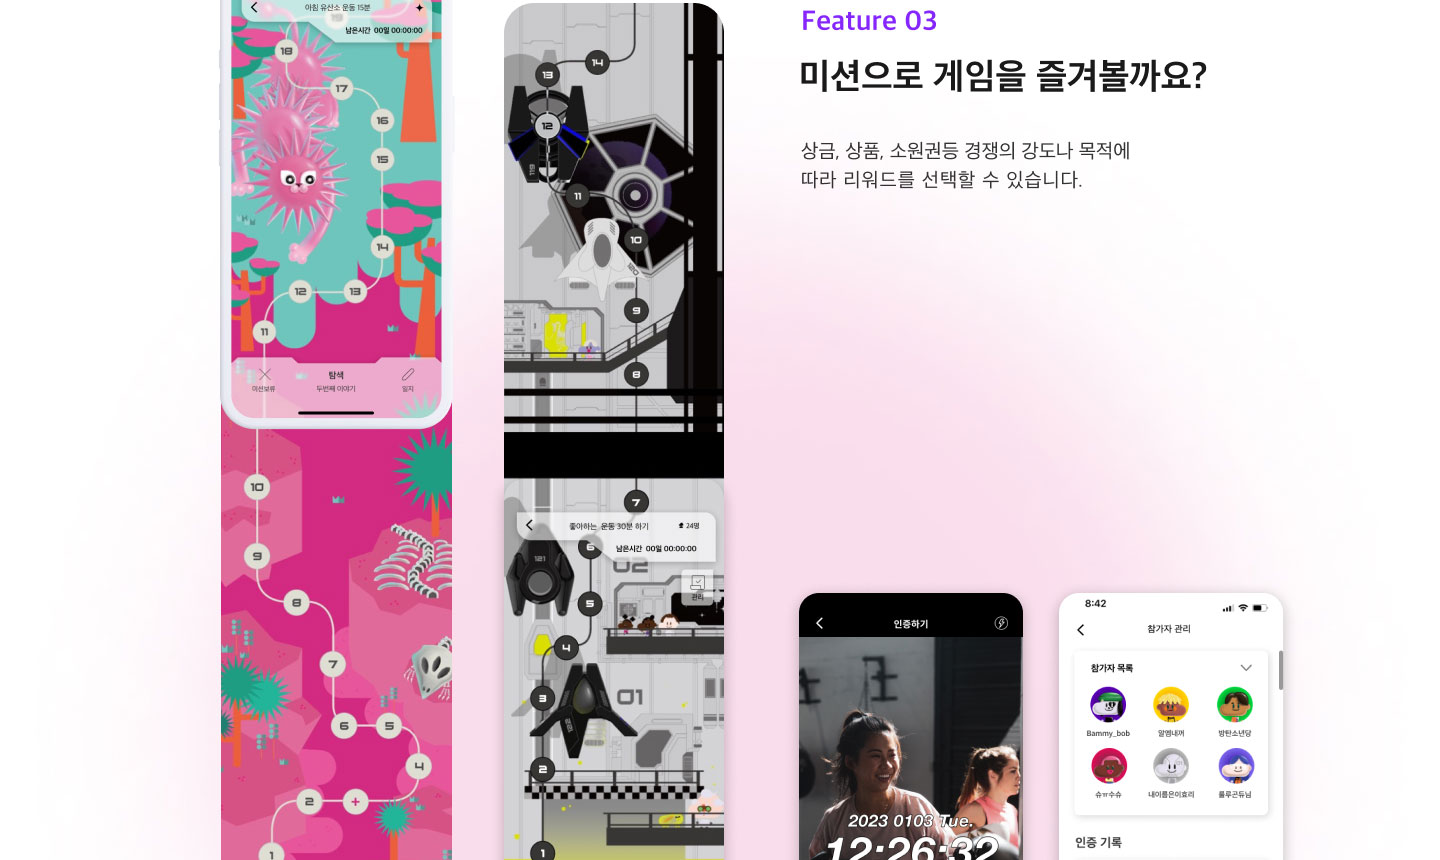 Feature 03
미션으로 게임을 즐겨볼까요?
상금, 상품, 소원권등 경쟁의 강도나 목적에
따라 리워드를 선택할 수 있습니다.
아침 유산소 운동 15분
남은시간 00일 00:00:00
18
17
16
15
14
13
12
11
미션보류
탐색
두번째 이야기
일지
10
9
8
7
6
5
4
2
+
1
14
13
12
119
11
10
9
8
7
좋아하는 운동 30분 하기
24명
남은시간 00일 00:00:00
6
121
02
관리
5
4
01
3
2
1
인증하기
2023 0103 Tue.
12:26:32
8:42
참가자 관리
참가자 목록
Bammy_bob
알엠내꺼
방탄소년당
슈ㅠ수슈
내이름은이효리
룰루곤듀님
인증 기록